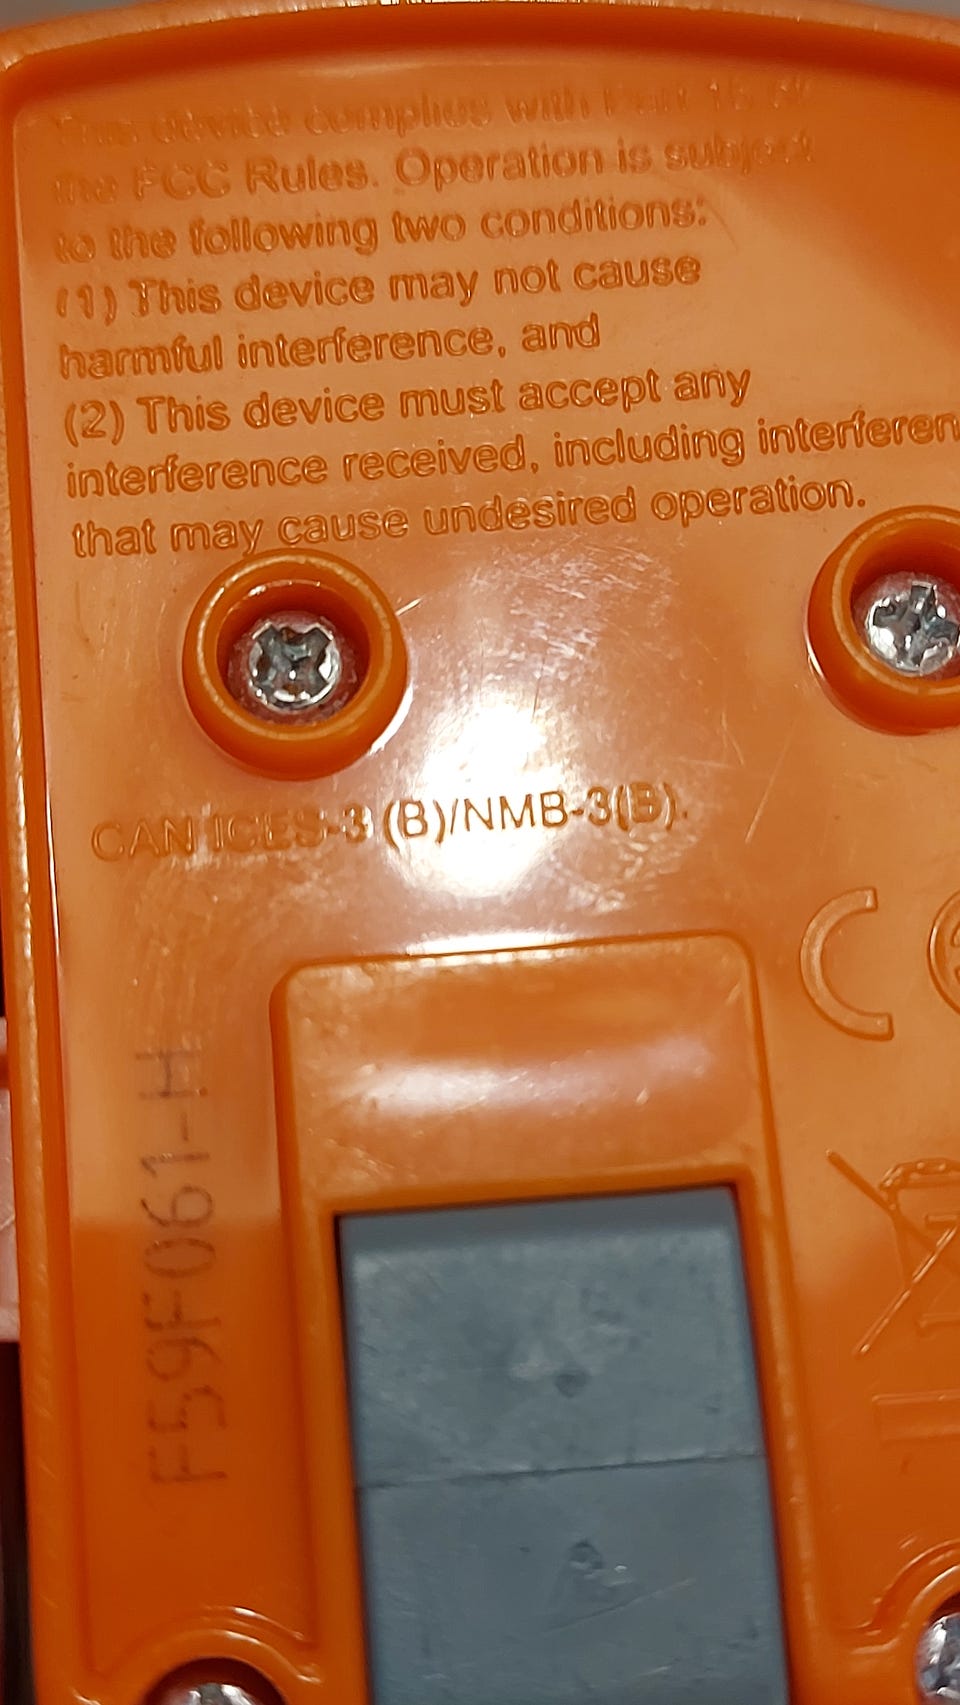 This device complies with Part 15 of
the FCC Rules. Operation is subject
to the following two conditions:
(1) This device may not cause
harmful interference, and
(2) This device must accept any
interference received, including interferen
that may cause undesired operation.
CAN ICES-3 (B)/NMB-3(B).
CE
F59F061-H